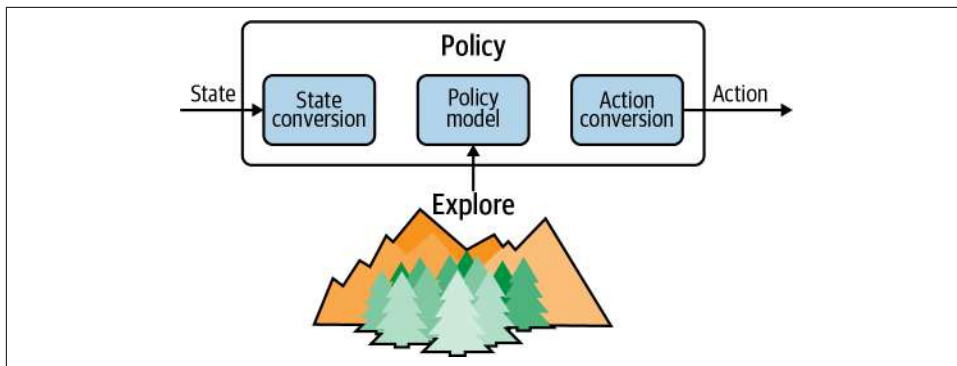 Policy
State
State
conversion
Policy
model
Action
conversion
Action
Explore